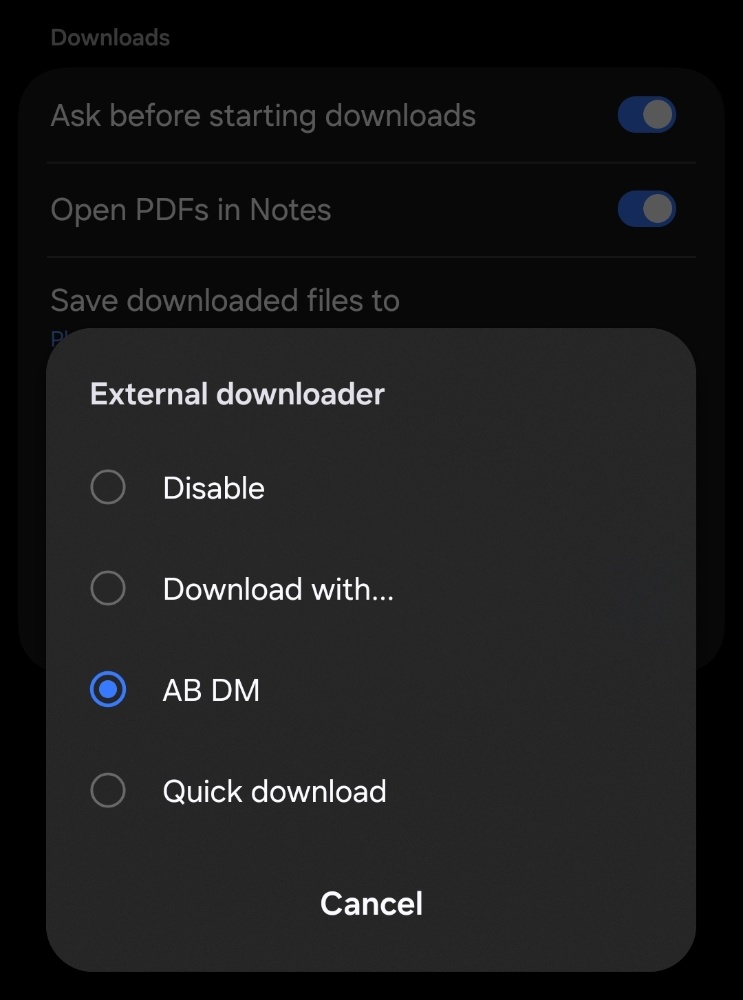 Downloads
Ask before starting downloads
Open PDFs in Notes
Save downloaded files to
External downloader
Disable
Download with...
AB DM
Quick download
Cancel